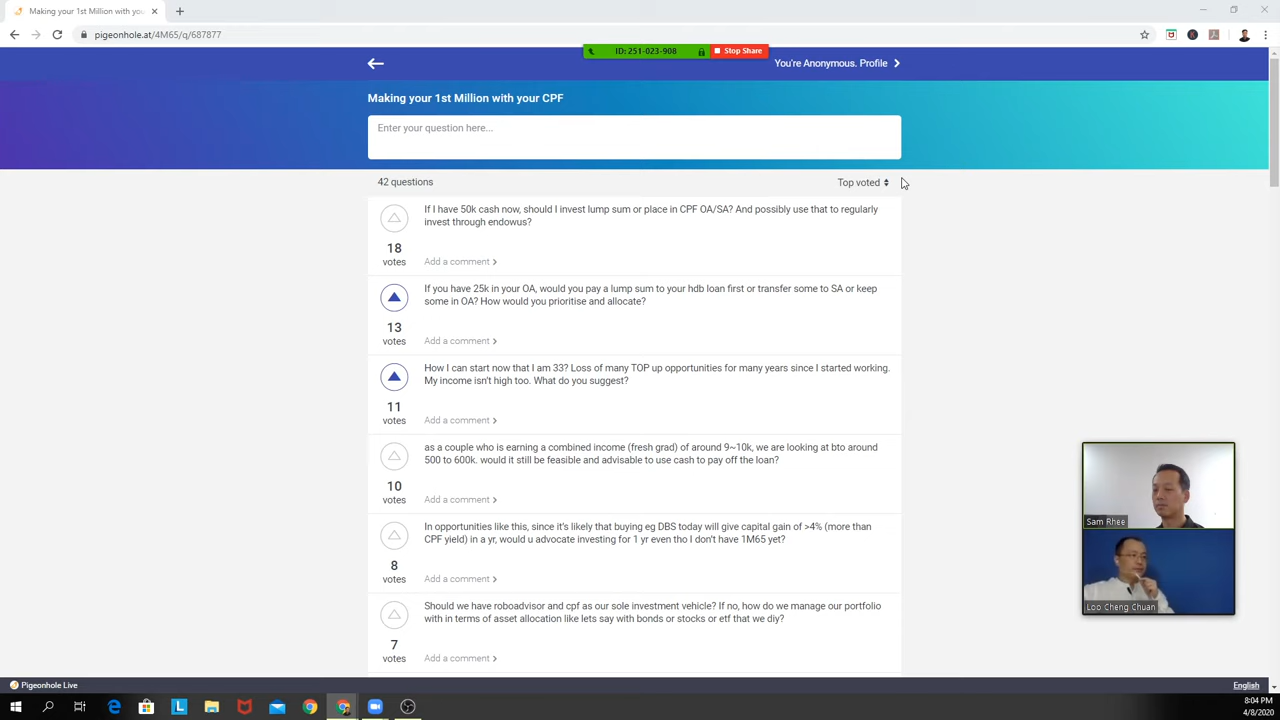 Making your 1st Million with you
pigeonhole.at/4M65/q/687877
ID: 251-023-908
Stop Share
You're Anonymous. Profile
Making your 1st Million with your CPF
Enter your question here...
42 questions
Top voted
If I have 50k cash now, should I invest lump sum or place in CPF OA/SA? And possibly use that to regularly
invest through endowus?
18
votes
Add a comment
If you have 25k in your OA, would you pay a lump sum to your hdb loan first or transfer some to SA or keep
some in OA? How would you prioritise and allocate?
13
votes
Add a comment
How I can start now that I am 33? Loss of many TOP up opportunities for many years since I started working.
My income isn't high too. What do you suggest?
11
votes
Add a comment
as a couple who is earning a combined income (fresh grad) of around 9~10k, we are looking at bto around
500 to 600k. would it still be feasible and advisable to use cash to pay off the loan?
10
votes
Add a comment
In opportunities like this, since it's likely that buying eg DBS today will give capital gain of >4% (more than
CPF yield) in a yr, would u advocate investing for 1 yr even tho I don't have 1M65 yet?
8
votes
Add a comment
Should we have roboadvisor and cpf as our sole investment vehicle? If no, how do we manage our portfolio
with in terms of asset allocation like lets say with bonds or stocks or etf that we diy?
7
votes
Add a comment
Sam Rhee
Loo Cheng Chuan
Pigeonhole Live
English
8:04 PM
4/8/2020